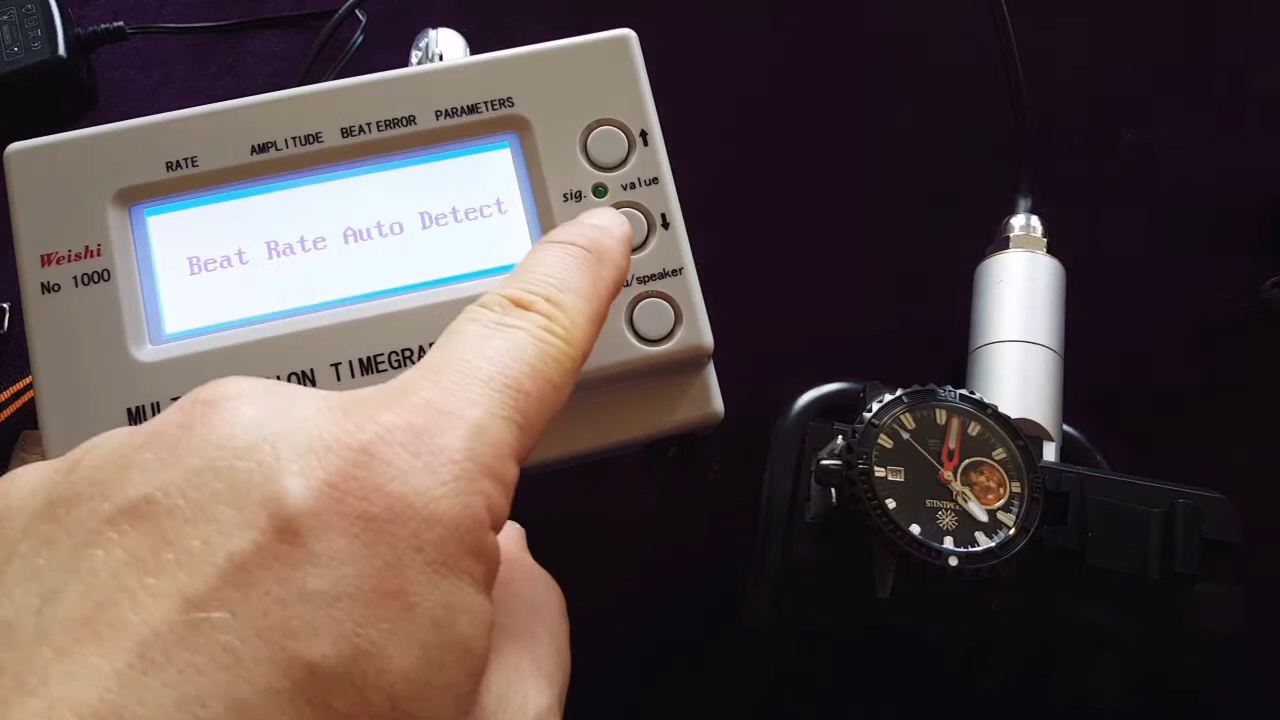 RATE AMPLITUDE BEAT ERROR PARAMETERS
↑
sig. value
↓
Beat Rate Auto Detect
Weishi
No 1000
/speaker
TIMEGRA